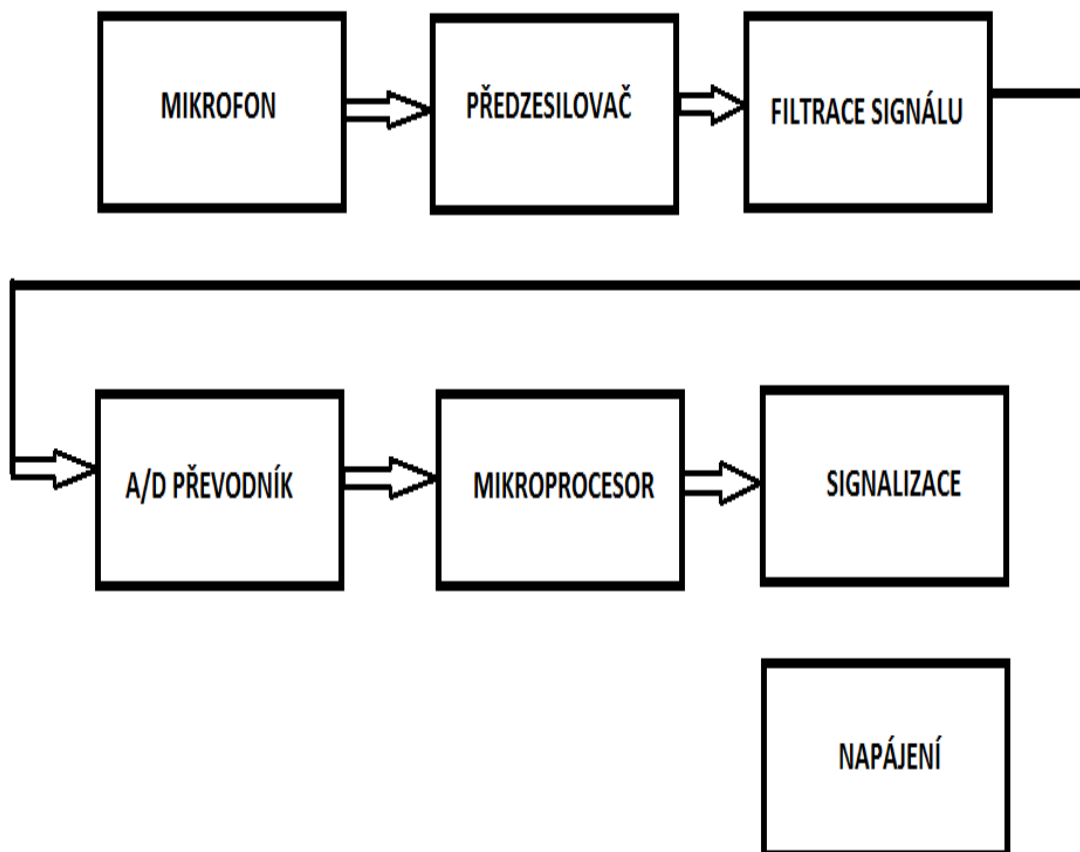 MIKROFON
PŘEDZESILOVAČ
FILTRACE SIGNÁLU
A/D PŘEVODNÍK
MIKROPROCESOR
SIGNALIZACE
NAPÁJENÍ